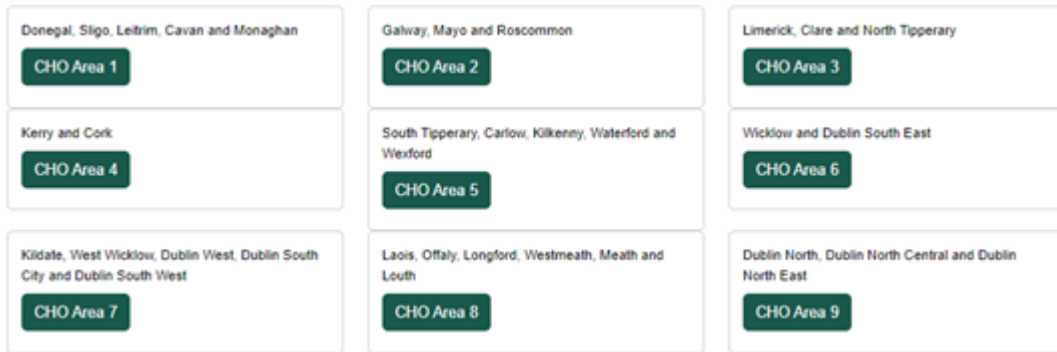 Donegal, Sligo, Leitrim, Cavan and Monaghan
CHO Area 1
Galway, Mayo and Roscommon
CHO Area 2
Limerick, Clare and North Tipperary
CHO Area 3
Kerry and Cork
CHO Area 4
South Tipperary, Carlow, Kilkenny, Waterford and
Wexford
CHO Area 5
Wicklow and Dublin South East
CHO Area 6
Kildate, West Wicklow, Dublin West, Dublin South
City and Dublin South West
CHO Area 7
Laois, Offaly, Longford, Westmeath, Meath and
Louth
CHO Area 8
Dublin North, Dublin North Central and Dublin
North East
CHO Area 9